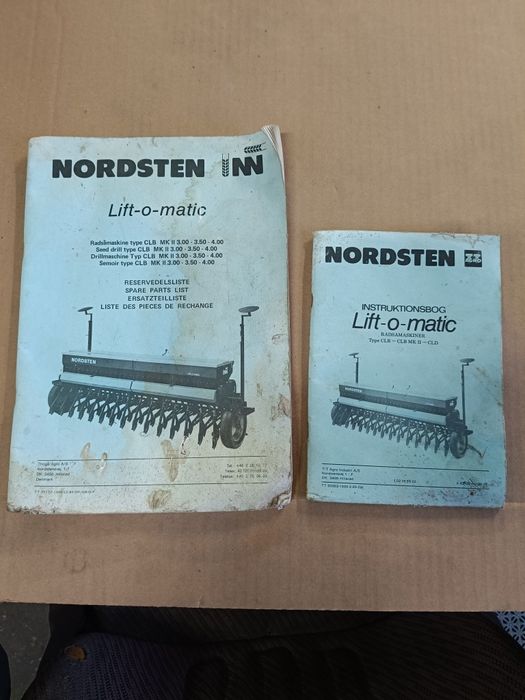 NORDSTEN
Lift-o-matic
Radsåmaskine type CLB MK II 3.00 - 3.50 - 4.00
Seed drill type CLB MK II 3.00 - 3.50 - 4.00
Drillmaschine Typ CLB MK II 3.00 - 3.50 - 4.00
Semoir type CLB MK II 3.00 - 3.50 - 4.00
RESERVEDELSLISTE
SPARE PARTS LIST
ERSATZTEILLISTE
LISTE DES PIECES DE RECHANGE
NORDSTEN
Denmark
NORDSTEN
INSTRUKTIONSBOG
Lift-o-matic
RADSÅMASKINER
Type CLB - CLB MK II - CLD